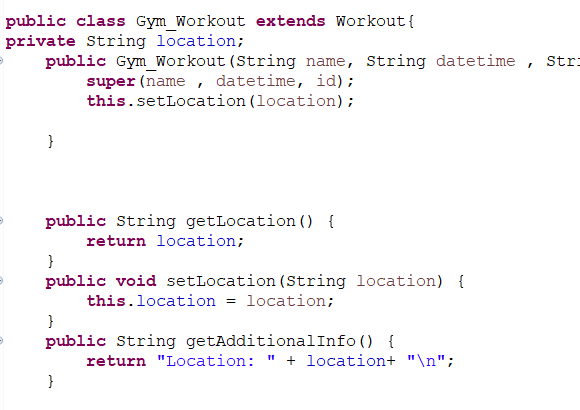 public class Gym_Workout extends Workout{
private String location;
public Gym_Workout(String name, String datetime , 
super(name , datetime, id);
this.setLocation(location);
}
public String getLocation() {
return location;
}
public void setLocation(String location) {
this.location = location;
}
public String getAdditionalInfo() {
return "Location: " + location+ "\n";
}